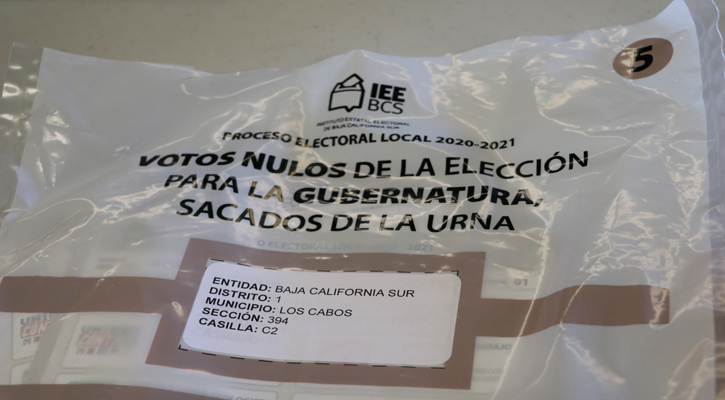 5
IEE
BCS
INSTITUTO ESTATAL ELECTORAL
DE BAJA CALIFORNIA SUR
PROCESO ELECTORAL LOCAL 2020-2021
VOTOS NULOS DE LA ELECCIÓN
PARA LA GUBERNATURA,
SACADOS DE LA URNA
ENTIDAD: BAJA CALIFORNIA SUR
DISTRITO: 1
MUNICIPIO: LOS CABOS
SECCIÓN: 394
CASILLA: C2